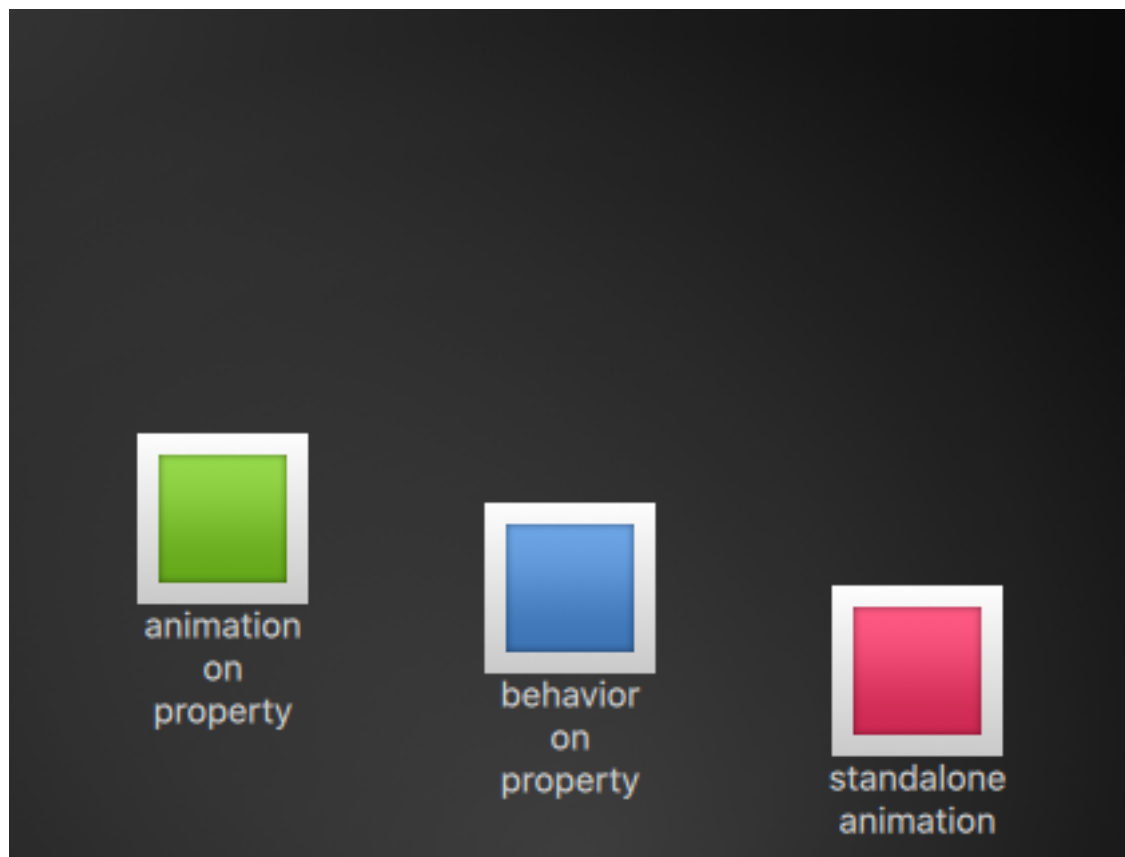 animation
on
property
behavior
on
property
standalone
animation